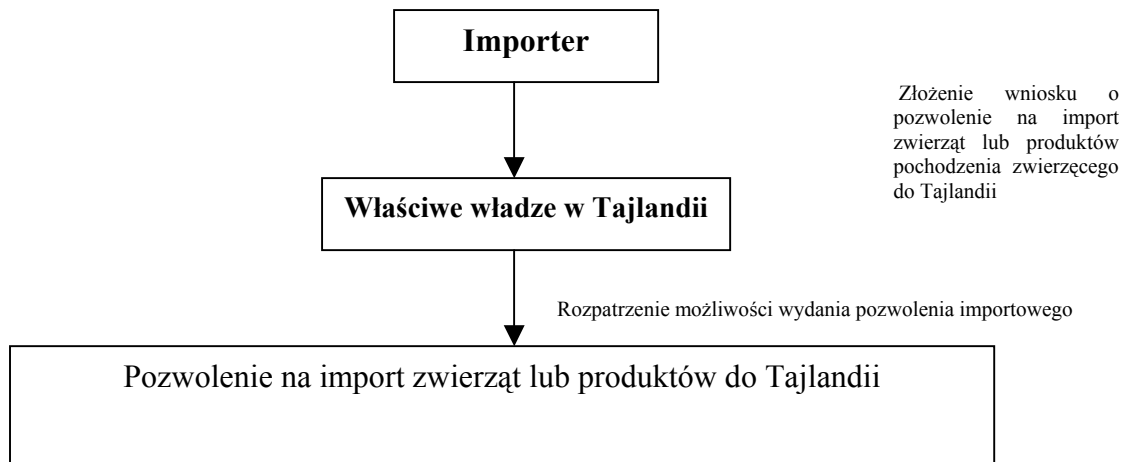 Importer
Złożenie wniosku o
pozwolenie na import
zwierząt lub produktów
pochodzenia zwierzęcego
do Tajlandii
Właściwe władze w Tajlandii
Rozpatrzenie możliwości wydania pozwolenia importowego
Pozwolenie na import zwierząt lub produktów do Tajlandii